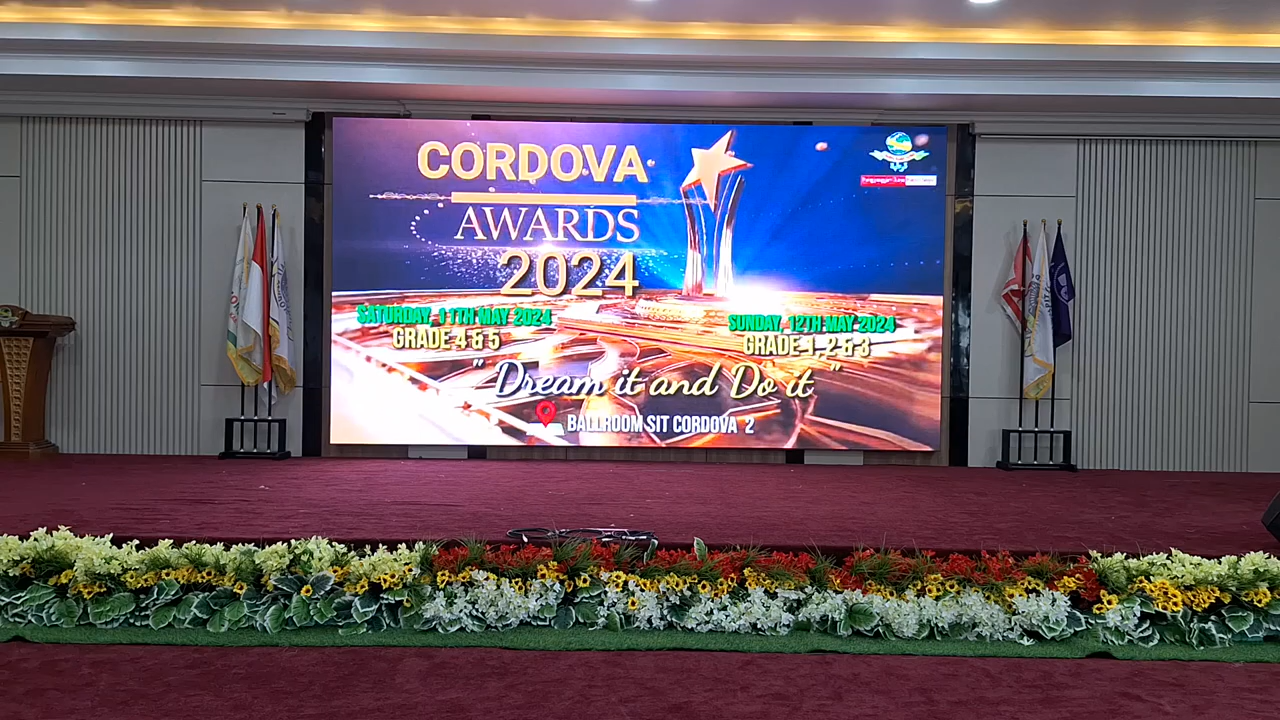 CORDOVA
AWARDS
2024
SATURDAY, 11TH MAY 2024
GRADE 4 & 5
SUNDAY, 12TH MAY 2024
GRADE 1, 2 & 3
" Dream it and Do it "
BALLROOM SIT CORDOVA 2